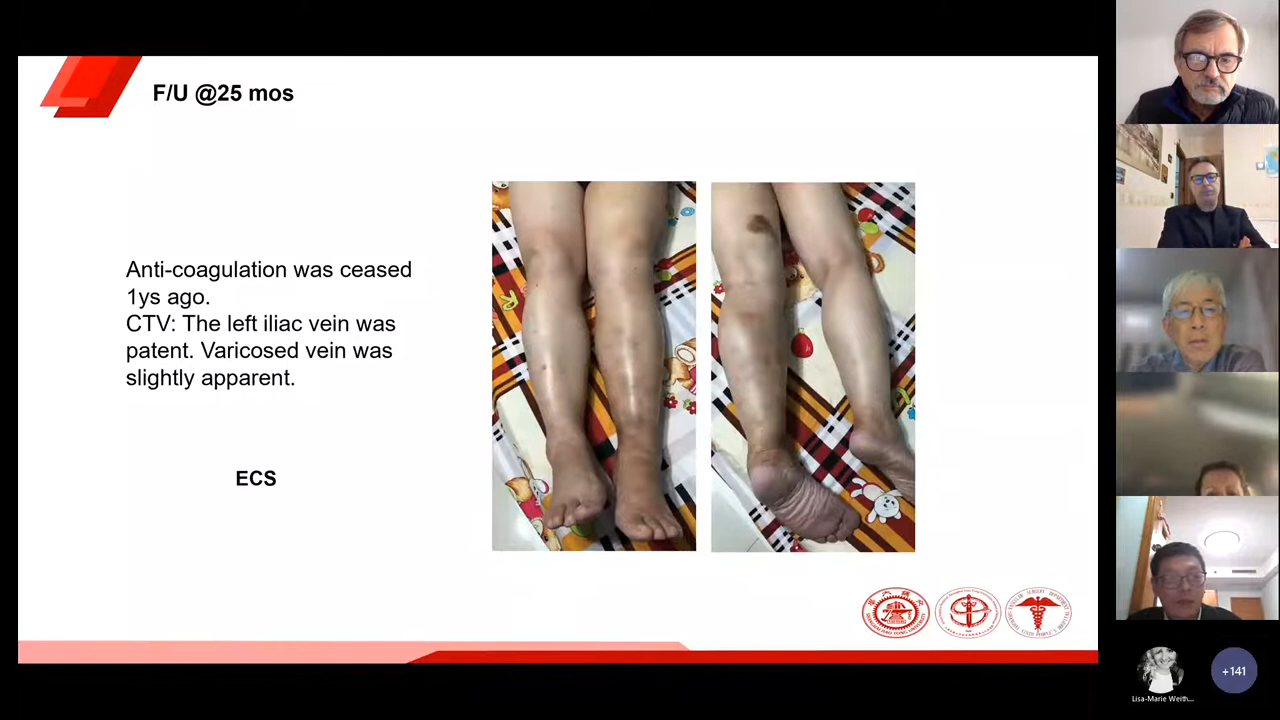 F/U @25 mos
Anti-coagulation was ceased
1ys ago.
CTV: The left iliac vein was
patent. Varicosed vein was
slightly apparent.
ECS
Lisa-Marie Weith...
+141